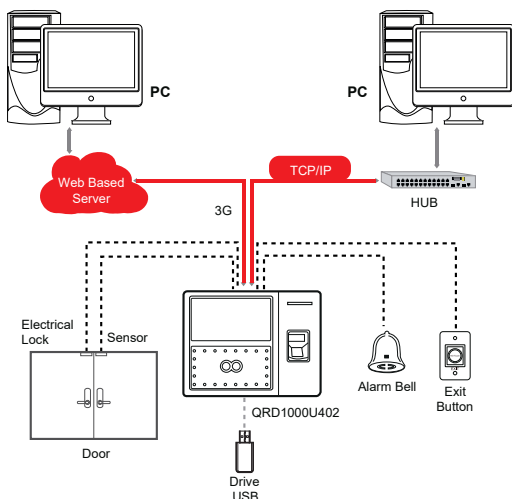 PC
PC
Web Based
Server
TCP/IP
3G
HUB
Electrical
Lock
Sensor
Alarm Bell
Exit
Button
QRD1000U402
Door
Drive
USB